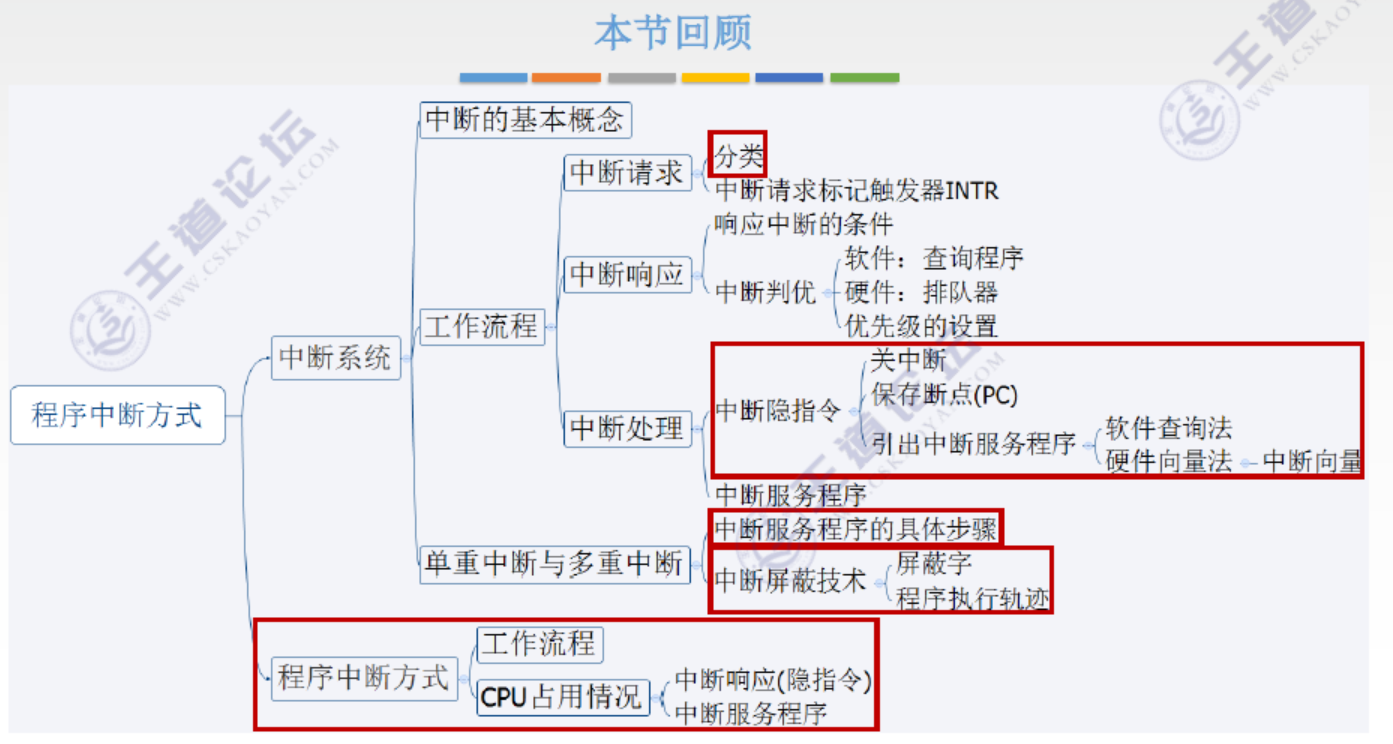 本节回顾
王道论坛
WWW.CSKAOYAN.COM
中断的基本概念
中断请求
分类
中断请求标记触发器INTR
响应中断的条件
中断响应
中断判优
软件：查询程序
硬件：排队器
优先级的设置
工作流程
中断系统
程序中断方式
中断处理
中断隐指令
关中断
保存断点(PC)
引出中断服务程序
软件查询法
硬件向量法
中断向量
中断服务程序
单重中断与多重中断
中断服务程序的具体步骤
中断屏蔽技术
屏蔽字
程序执行轨迹
程序中断方式
工作流程
CPU占用情况
中断响应(隐指令)
中断服务程序